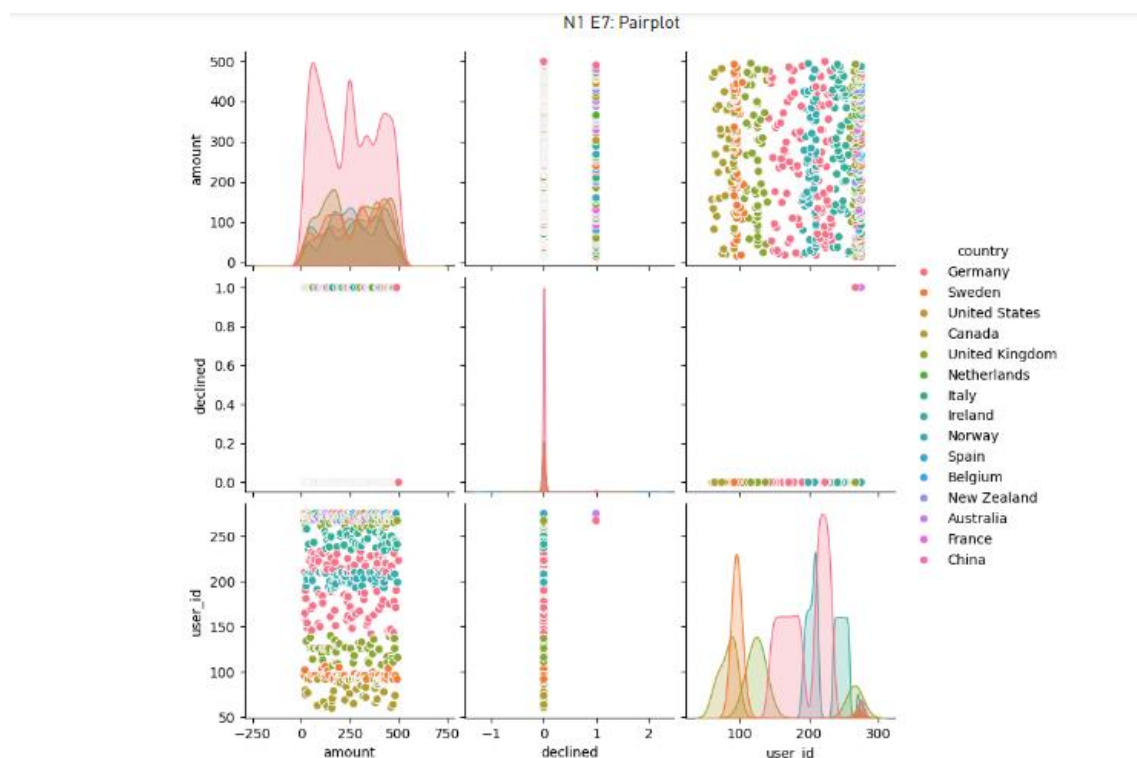 N1 E7: Pairplot
500
400
300
200
100
0
amount
1.0
0.8
0.6
0.4
0.2
0.0
declined
250
200
150
100
50
user_id
−250 0 250 500 750
amount
−1 0 1 2
declined
100 200 300
user_id
country
Germany
Sweden
United States
Canada
United Kingdom
Netherlands
Italy
Ireland
Norway
Spain
Belgium
New Zealand
Australia
France
China